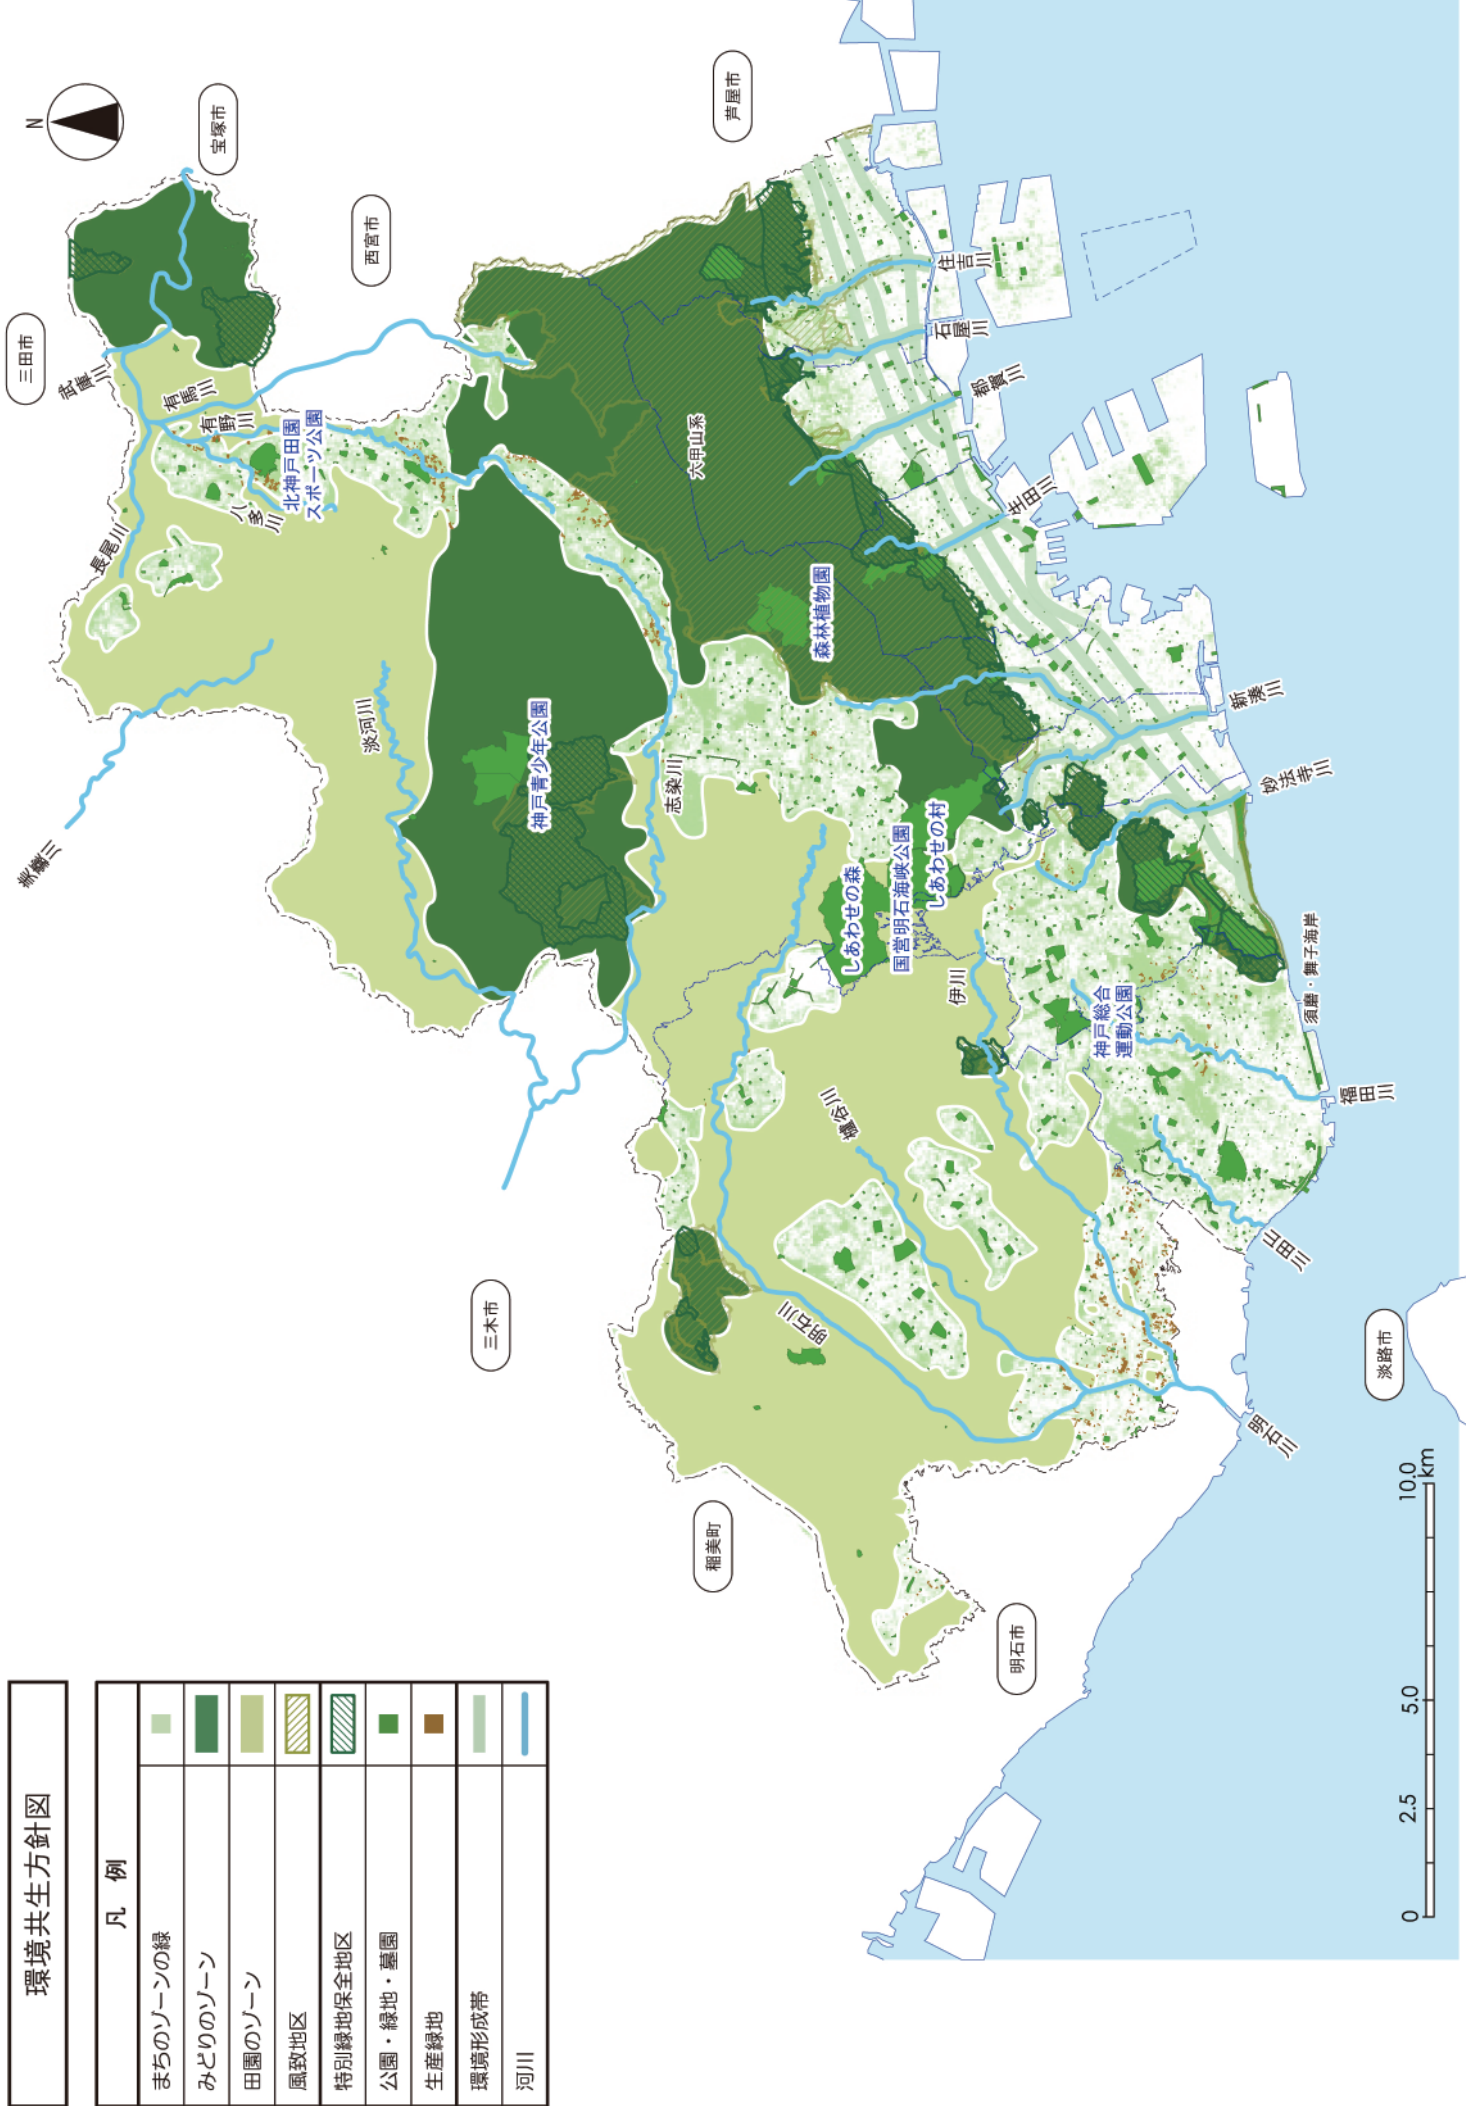 環境共生方針図
凡 例
まちのゾーンの緑
みどりのゾーン
田園のゾーン
風致地区
特別緑地保全地区
公園・緑地・墓園
生産緑地
環境形成帯
河川
N
三田市
宝塚市
西宮市
芦屋市
三木市
稲美町
明石市
淡路市
武庫川
有馬川
有野川
八多川
長尾川
北神戸田園
スポーツ公園
美嚢川
淡河川
神戸青少年公園
志染川
六甲山系
森林植物園
住吉川
石屋川
都賀川
生田川
新湊川
妙法寺川
しあわせの森
国営明石海峡公園
しあわせの村
伊川
神戸総合
運動公園
須磨・舞子海岸
福田川
山田川
櫨谷川
明石川
明石川
0
2.5
5.0
10.0
km